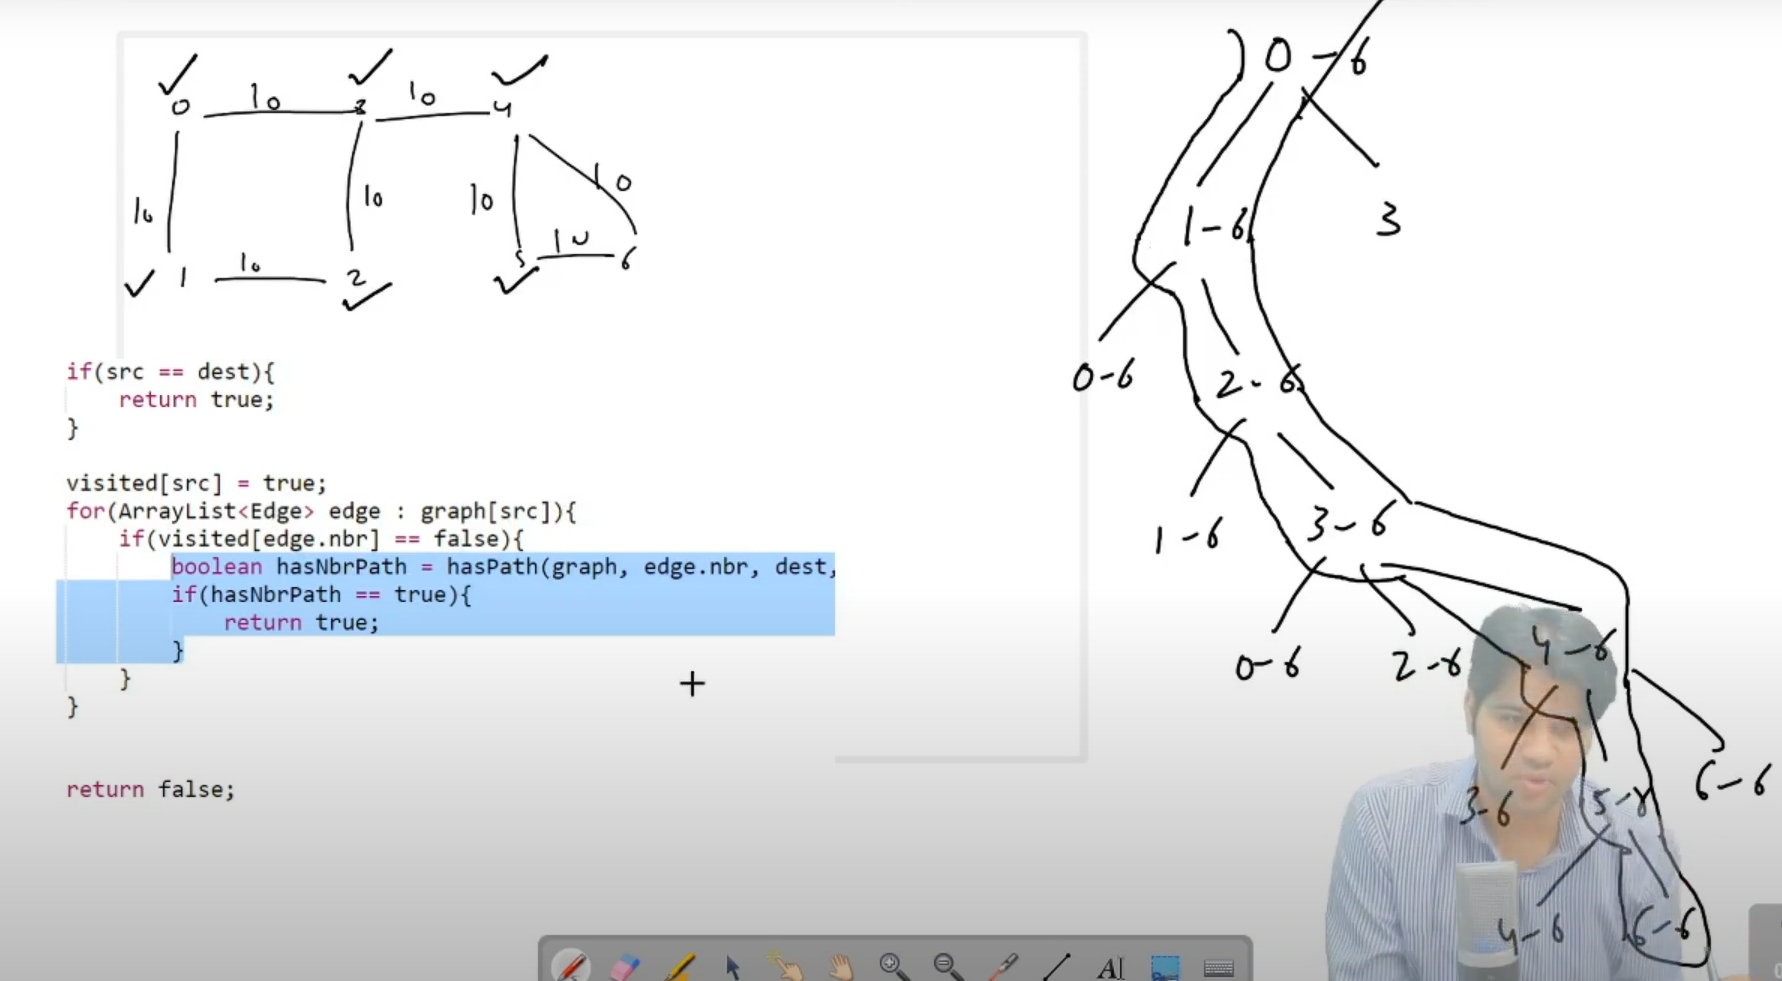 0 10 3 10 4
10 10 10 10
1 10 2 5 10 6
if(src == dest){
return true;
}
visited[src] = true;
for(ArrayList<Edge> edge : graph[src]){
if(visited[edge.nbr] == false){
boolean hasNbrPath = hasPath(graph, edge.nbr, dest,
if(hasNbrPath == true){
return true;
}
}
}
return false;
0-6
1-6 3
0-6 2-6
1-6 3-6
0-6 2-6 4-6
3-6 6-6
4-6 6-6
AI